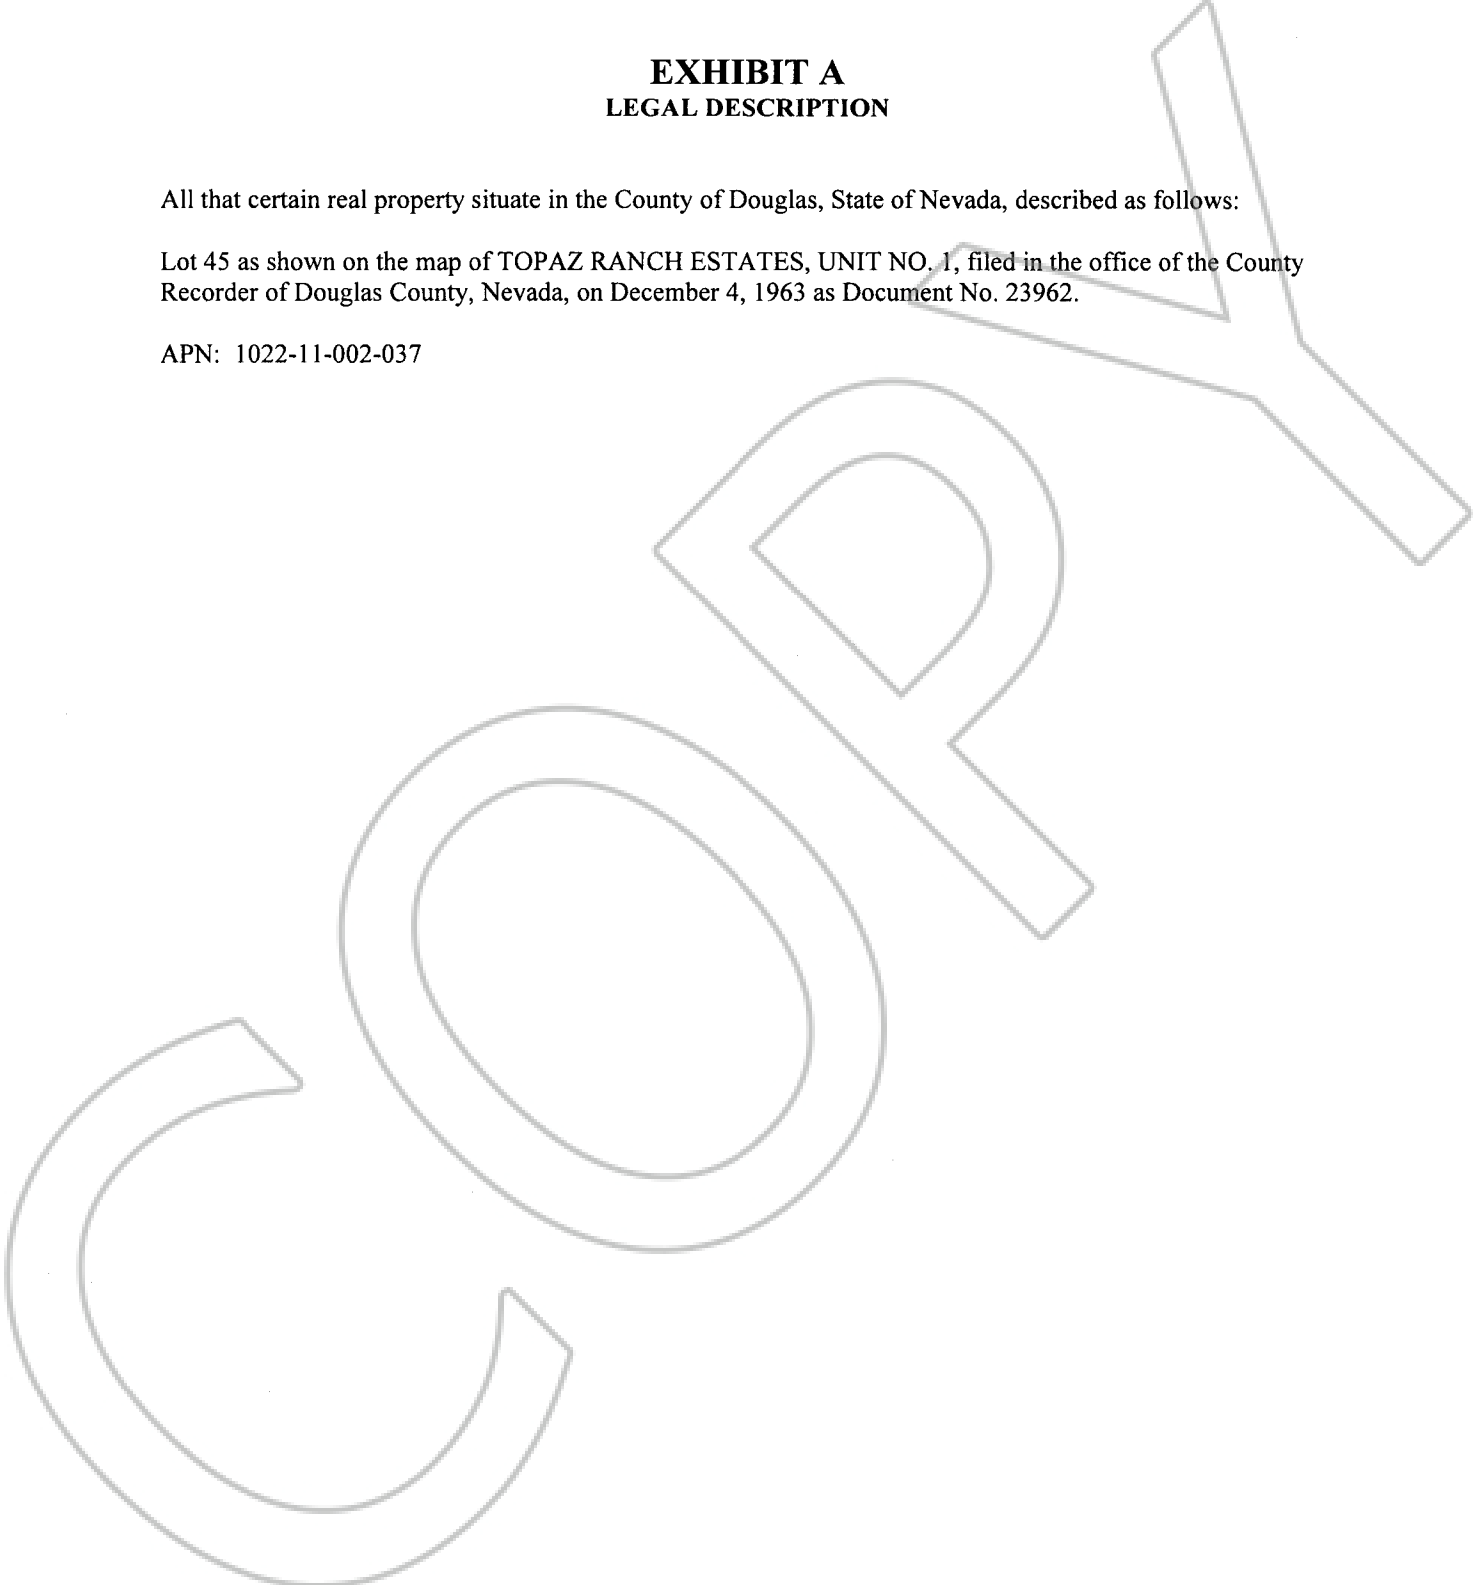 EXHIBIT A
LEGAL DESCRIPTION
All that certain real property situate in the County of Douglas, State of Nevada, described as follows:
Lot 45 as shown on the map of TOPAZ RANCH ESTATES, UNIT NO. 1, filed in the office of the County
Recorder of Douglas County, Nevada, on December 4, 1963 as Document No. 23962.
APN: 1022-11-002-037
COPY